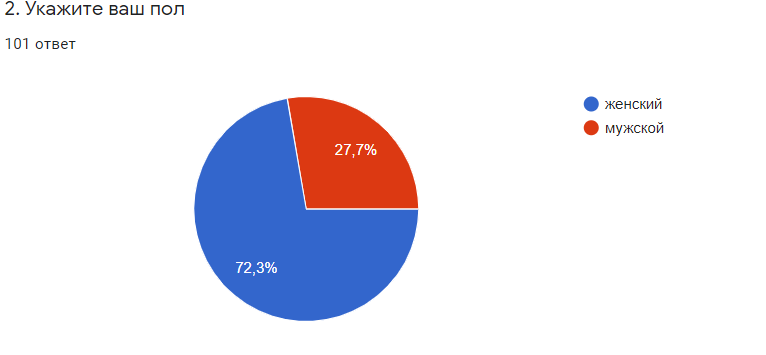 2. Укажите ваш пол
101 ответ
женский
мужской
27,7%
72,3%